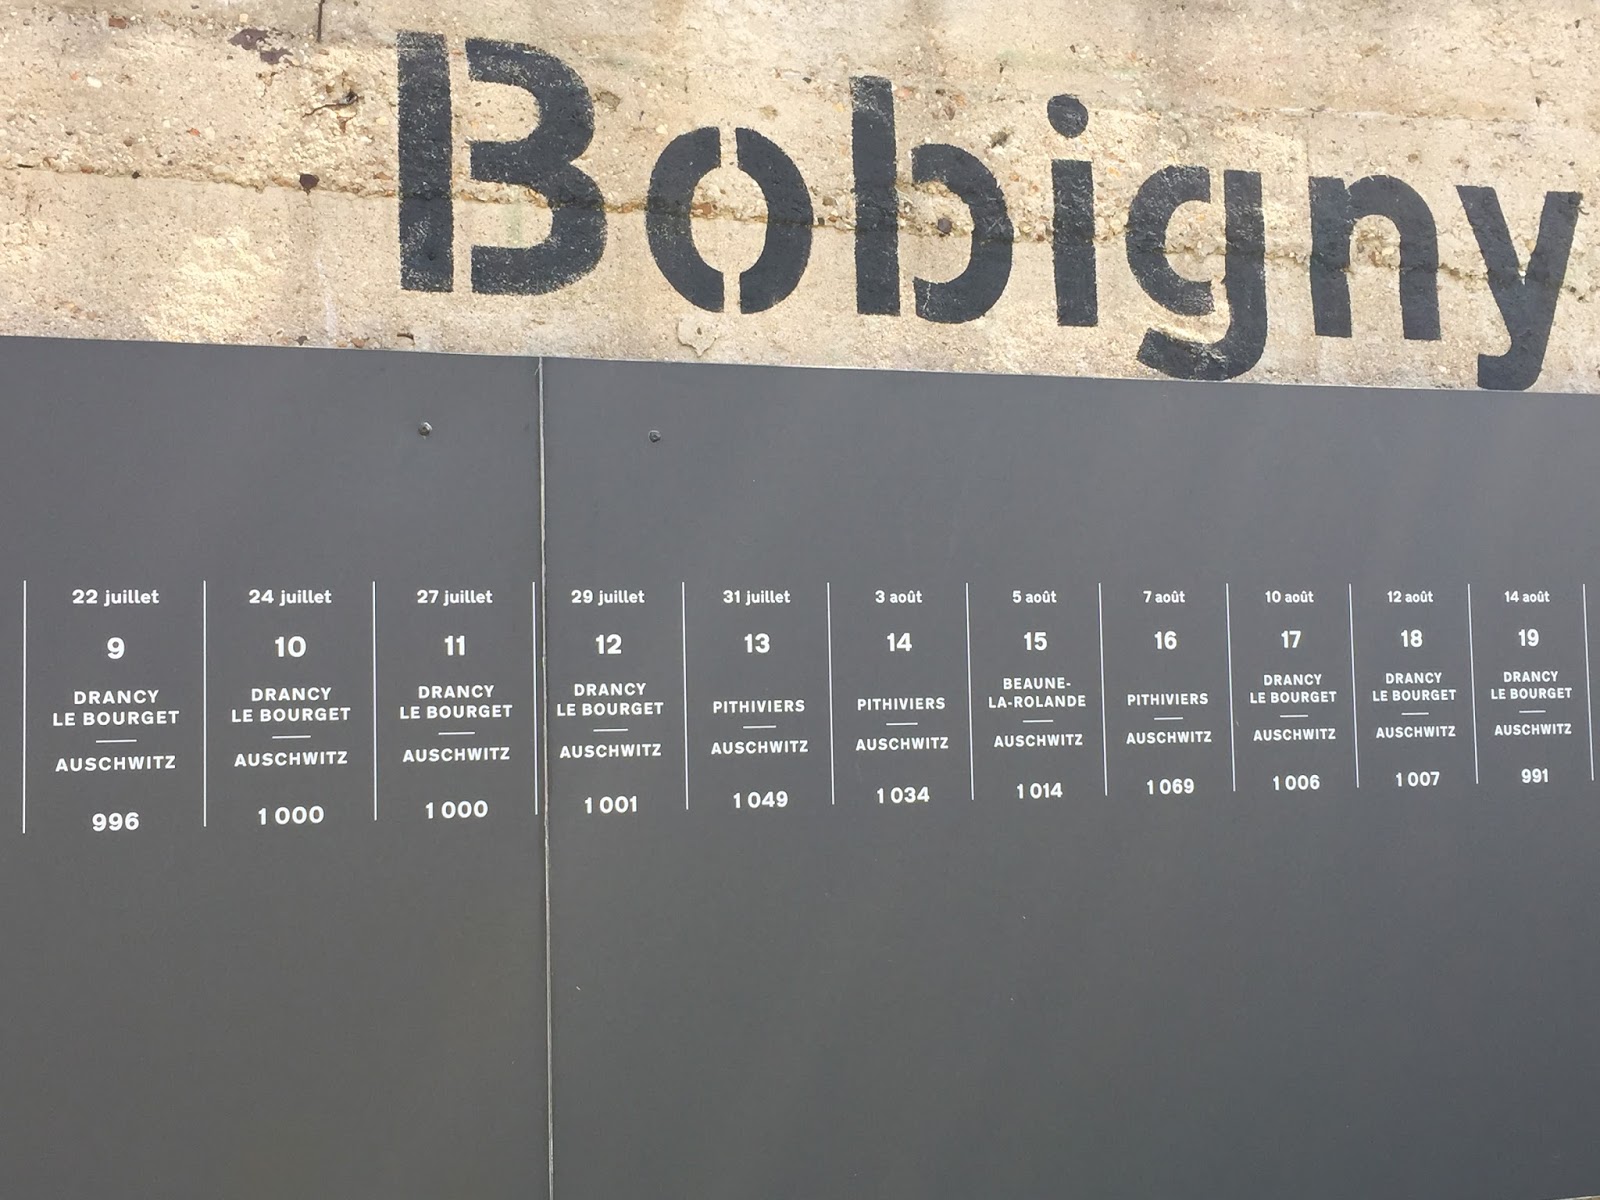 Bobigny
22 juillet
9
DRANCY
LE BOURGET
AUSCHWITZ
996
24 juillet
10
DRANCY
LE BOURGET
AUSCHWITZ
1 000
27 juillet
11
DRANCY
LE BOURGET
AUSCHWITZ
1 000
29 juillet
12
DRANCY
LE BOURGET
AUSCHWITZ
1 001
31 juillet
13
PITHIVIERS
AUSCHWITZ
1 049
3 août
14
PITHIVIERS
AUSCHWITZ
1 034
5 août
15
BEAUNE-
LA-ROLANDE
AUSCHWITZ
1 014
7 août
16
PITHIVIERS
AUSCHWITZ
1 069
10 août
17
DRANCY
LE BOURGET
AUSCHWITZ
1 006
12 août
18
DRANCY
LE BOURGET
AUSCHWITZ
1 007
14 août
19
DRANCY
LE BOURGET
AUSCHWITZ
991